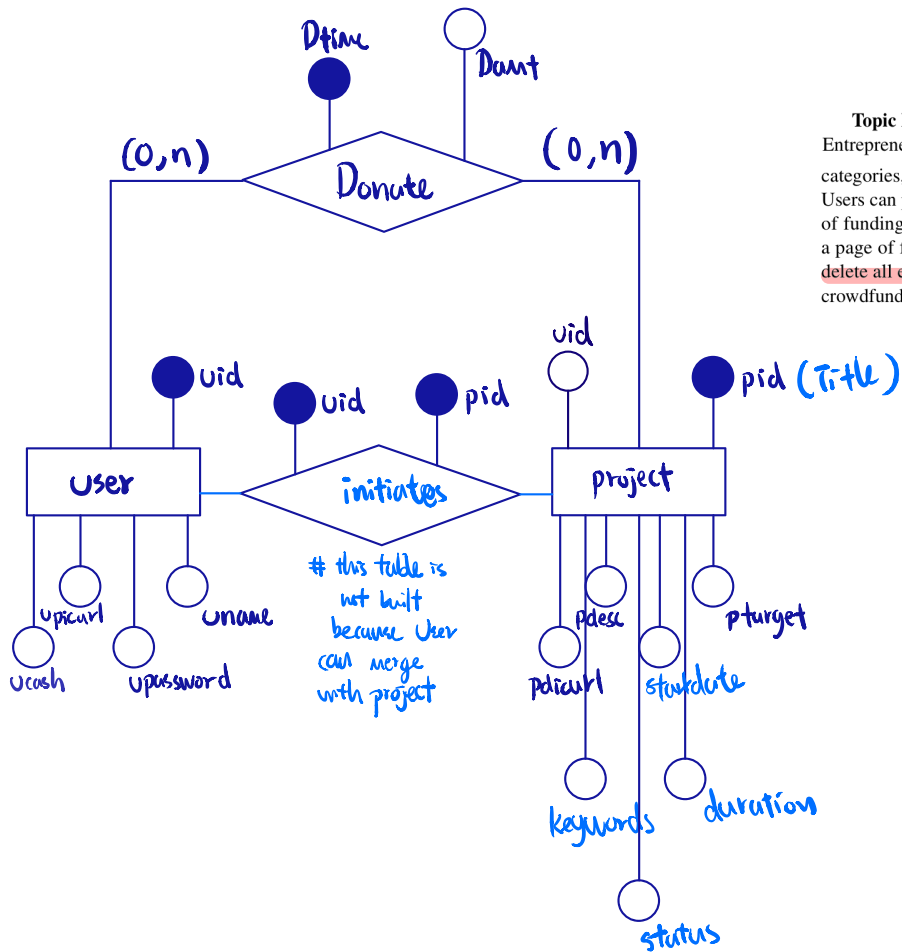 Dtime
Damt
(0,n)
(0,n)
Donate
Topic
Entreprene
categories.
Users can
of funding
a page of
delete all e
crowdfund
uid
uid
uid
pid
pid (Title)
user
initiates
project
upicurl
uname
ucash
upassword
# this table is
not built
because User
can merge
with project
pdesc
ptarget
pdicurl
startdate
keywords
duration
status